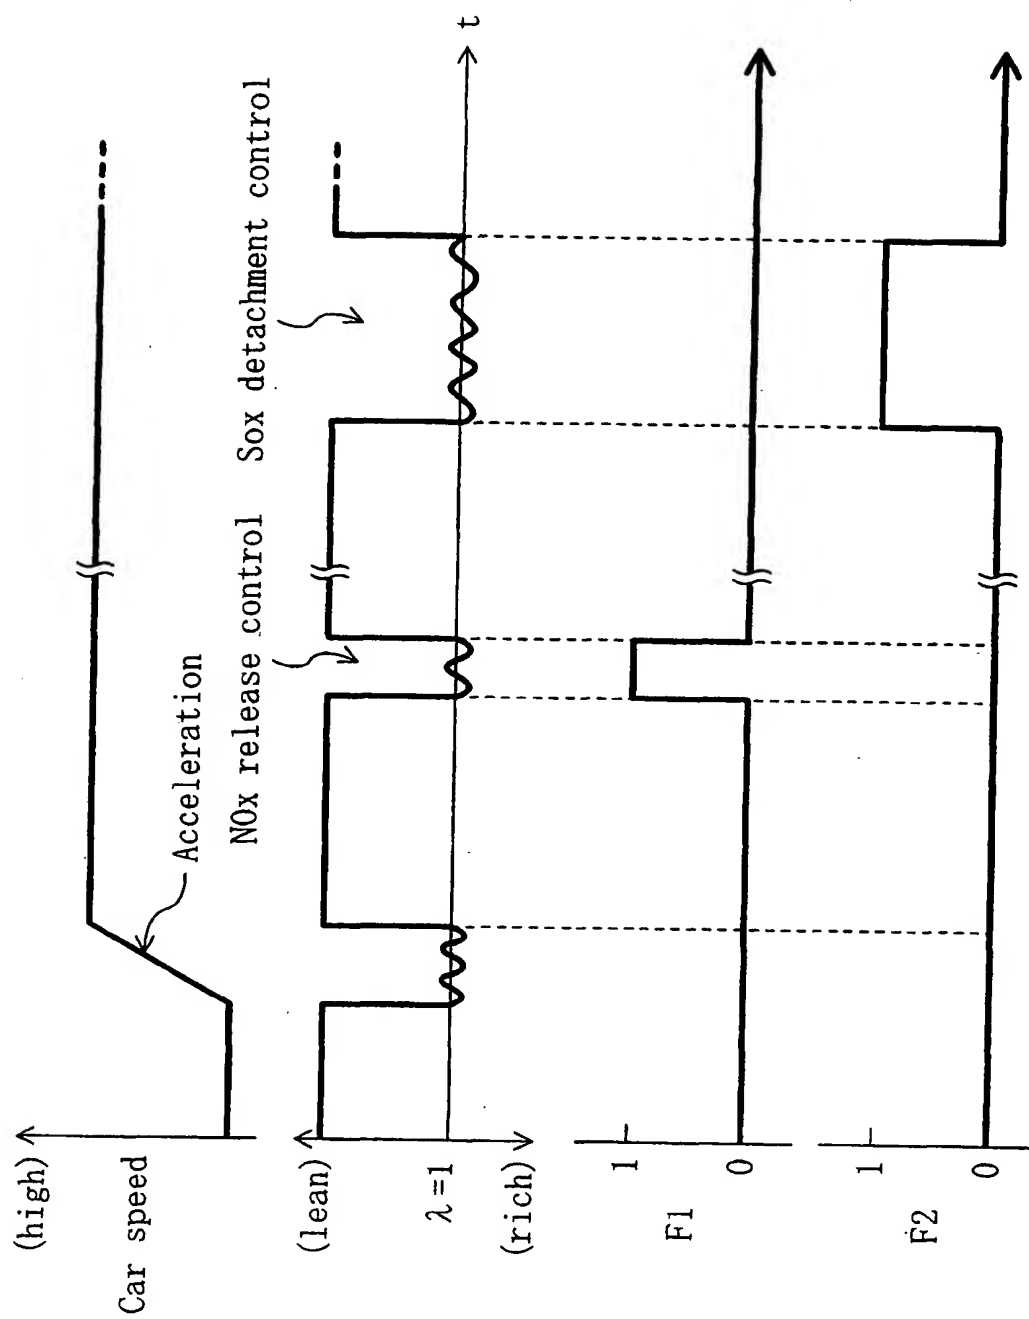 (high)
Car speed
Acceleration
NOx release control
Sox detachment control
(lean)
λ=1
(rich)
t
F1
1
0
F2
1
0